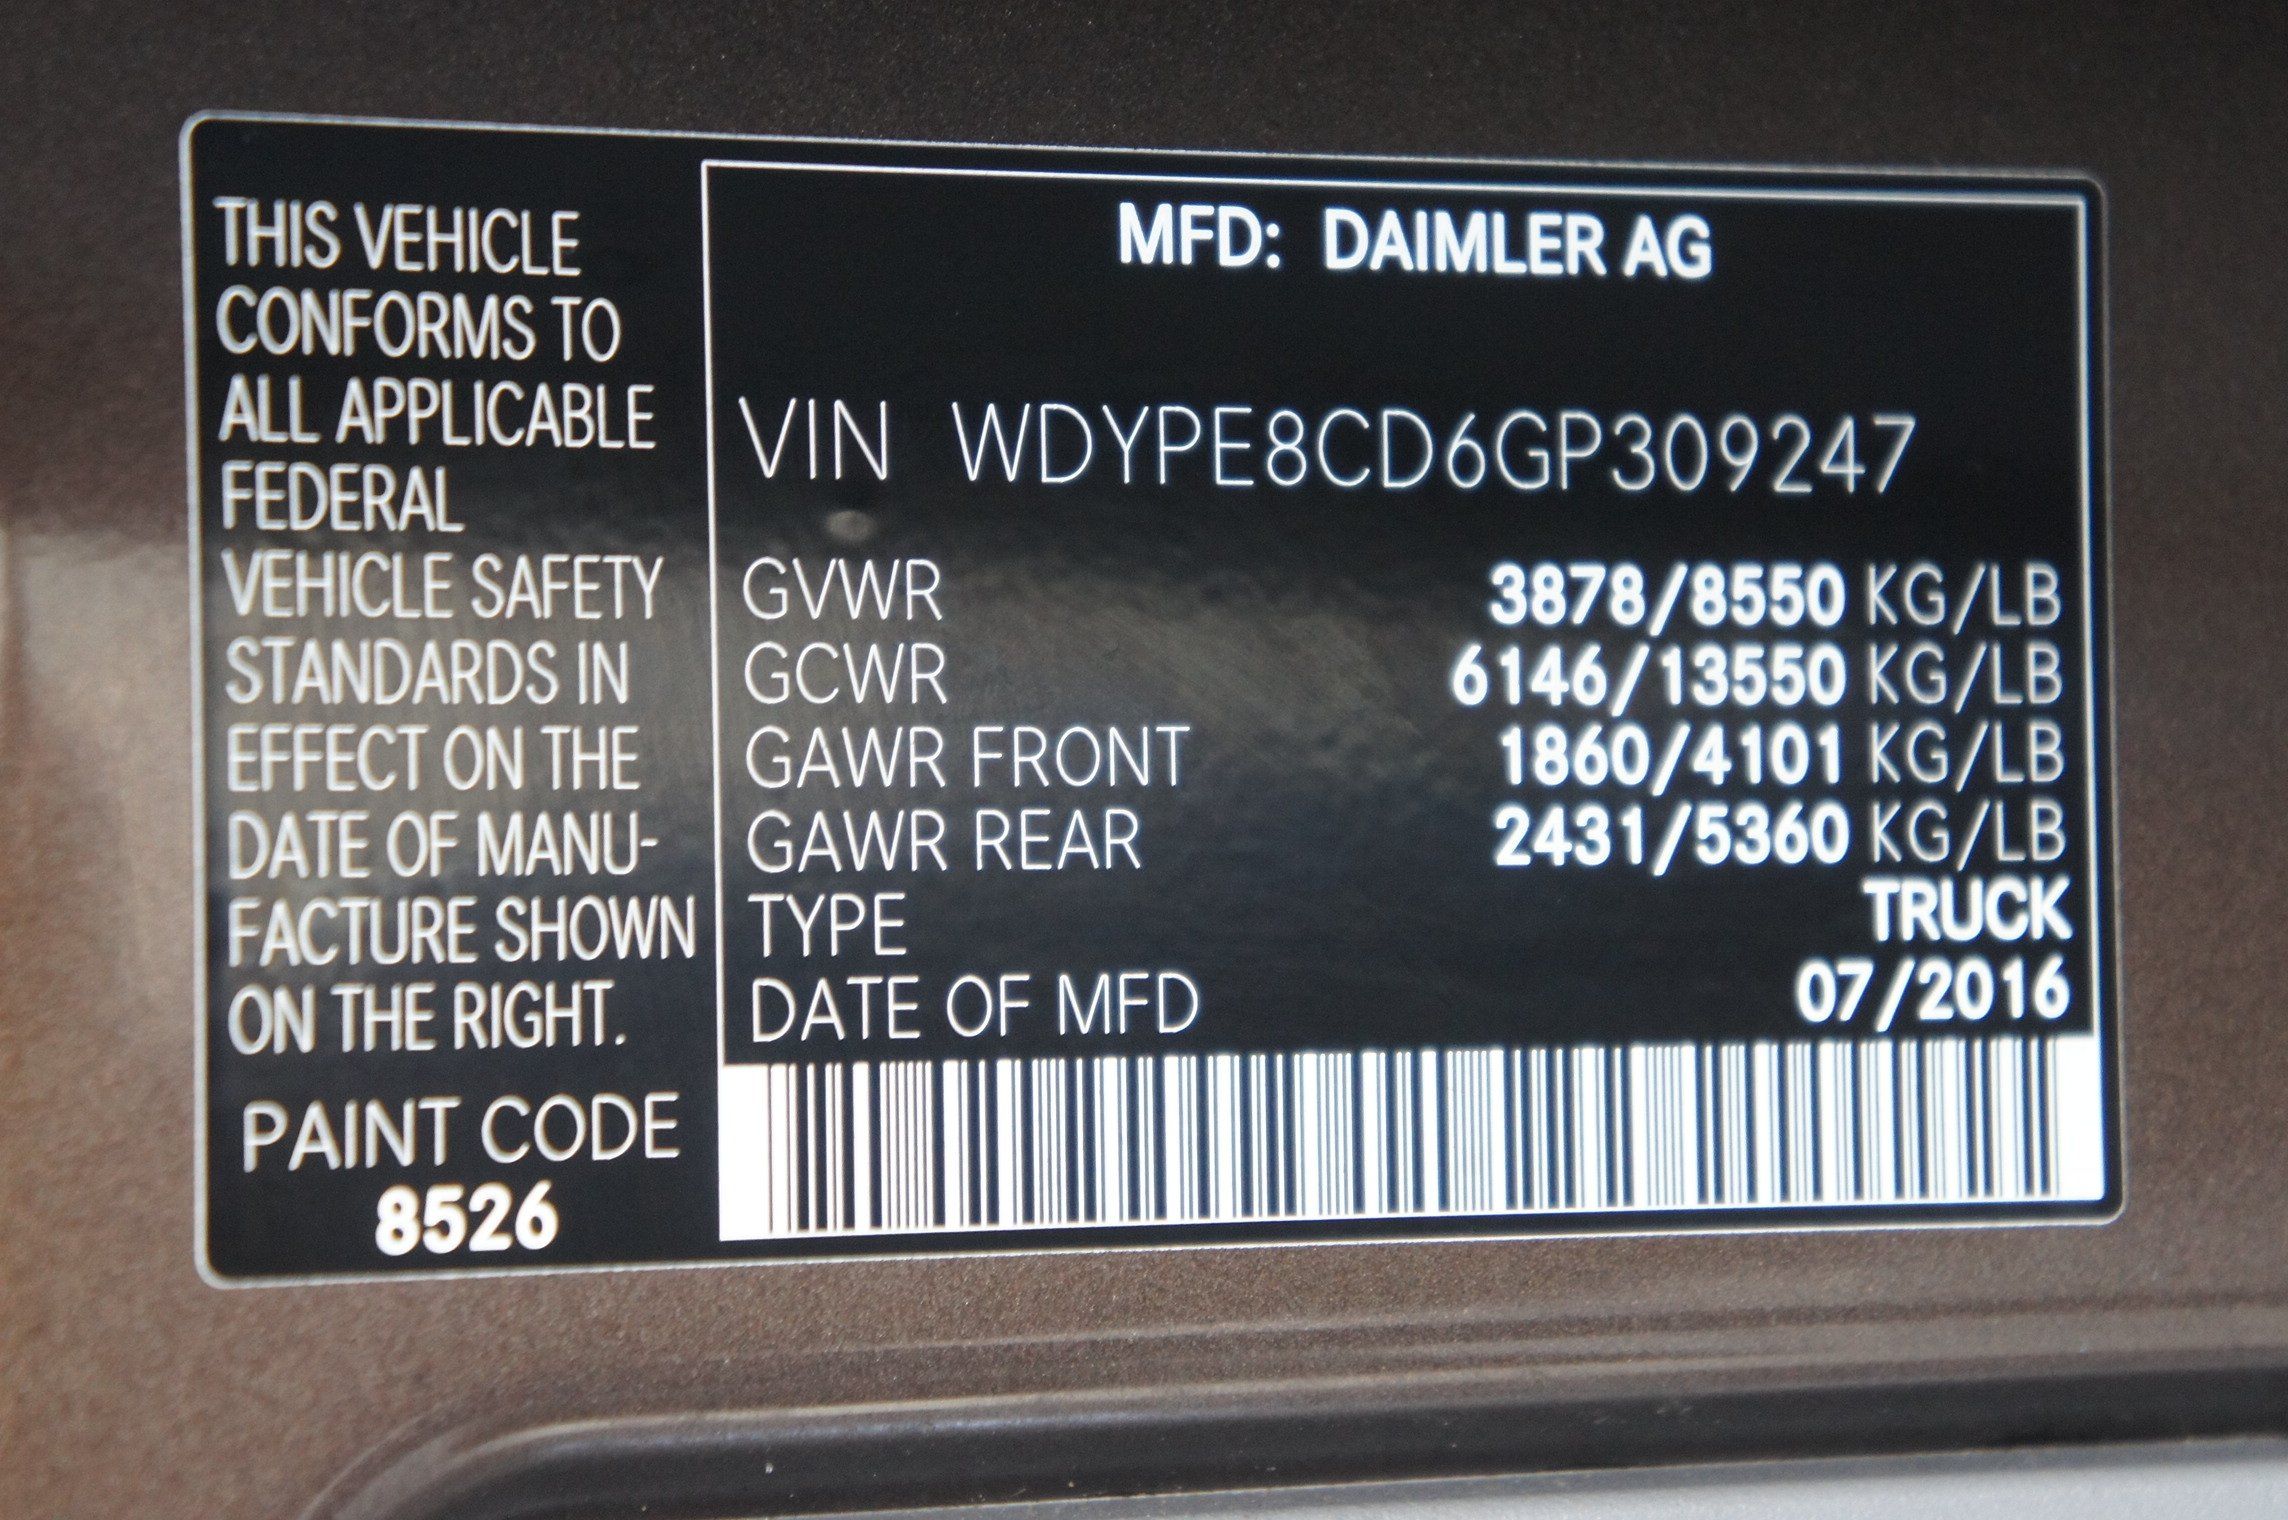 THIS VEHICLE
CONFORMS TO
ALL APPLICABLE
FEDERAL
VEHICLE SAFETY
STANDARDS IN
EFFECT ON THE
DATE OF MANU-
FACTURE SHOWN
ON THE RIGHT.
PAINT CODE
8526
MFD: DAIMLER AG
VIN WDYPE8CD6GP309247
GVWR 3878/8550 KG/LB
GCWR 6146/13550 KG/LB
GAWR FRONT 1860/4101 KG/LB
GAWR REAR 2431/5360 KG/LB
TYPE TRUCK
DATE OF MFD 07/2016